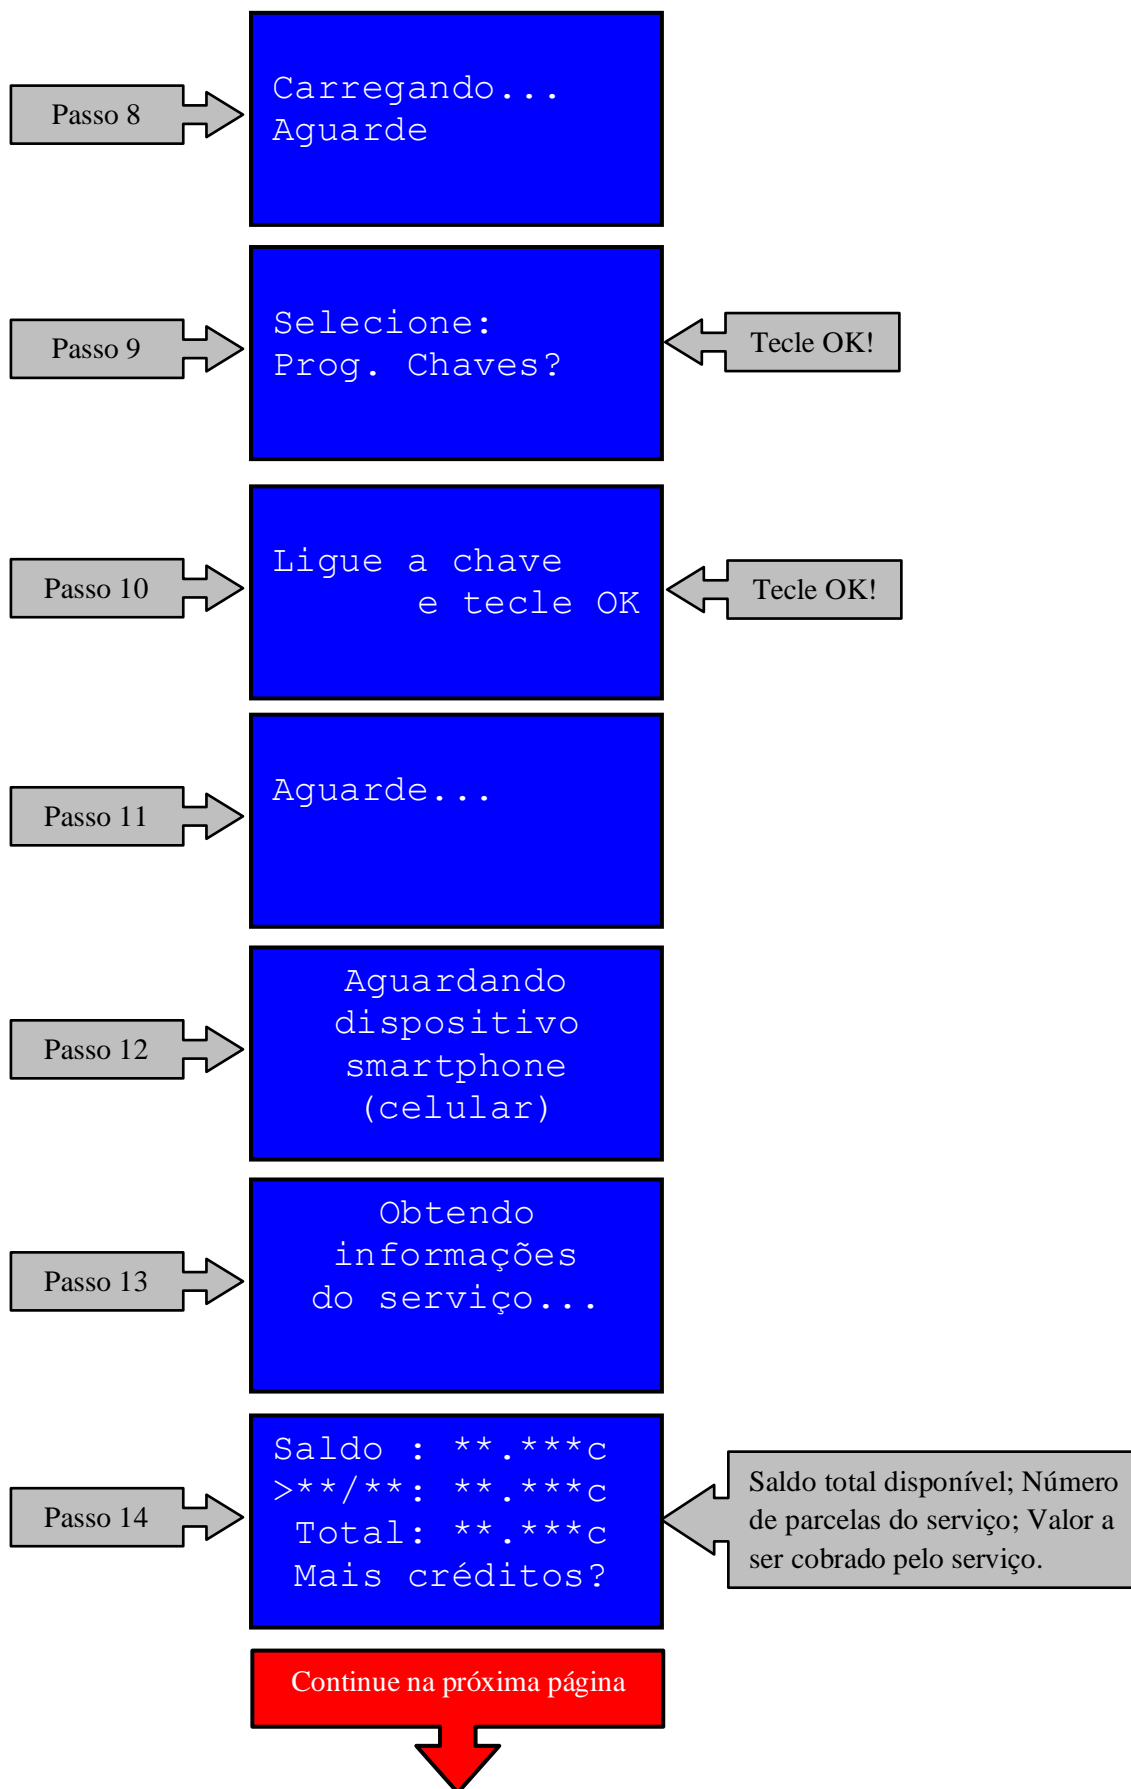 Passo 8
Carregando...
Aguarde
Passo 9
Selecione:
Prog. Chaves?
Tecle OK!
Passo 10
Ligue a chave
e tecle OK
Tecle OK!
Passo 11
Aguarde...
Passo 12
Aguardando
dispositivo
smartphone
(celular)
Passo 13
Obtendo
informações
do serviço...
Passo 14
Saldo : **.***c
>**/**: **.***c
Total: **.***c
Mais créditos?
Saldo total disponível; Número
de parcelas do serviço; Valor a
ser cobrado pelo serviço.
Continue na próxima página